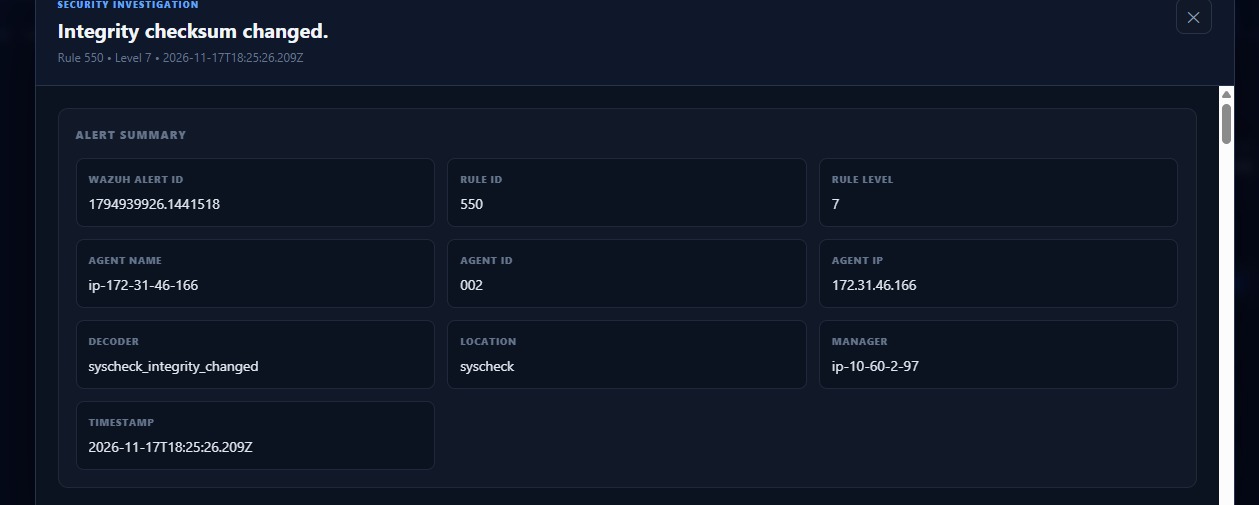 SECURITY INVESTIGATION
Integrity checksum changed.
Rule 550 • Level 7 • 2026-11-17T18:25:26.209Z
ALERT SUMMARY
WAZUH ALERT ID
1794939926.1441518
RULE ID
550
RULE LEVEL
7
AGENT NAME
ip-172-31-46-166
AGENT ID
002
AGENT IP
172.31.46.166
DECODER
syscheck_integrity_changed
LOCATION
syscheck
MANAGER
ip-10-60-2-97
TIMESTAMP
2026-11-17T18:25:26.209Z